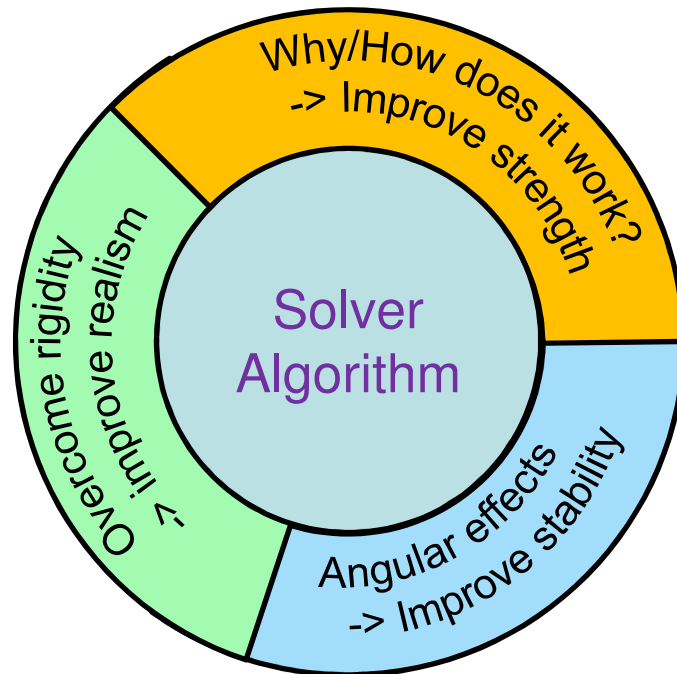 Why/How does it work?
-> Improve strength
Solver
Algorithm
Overcome rigidity
-> improve realism
Angular effects
-> Improve stability